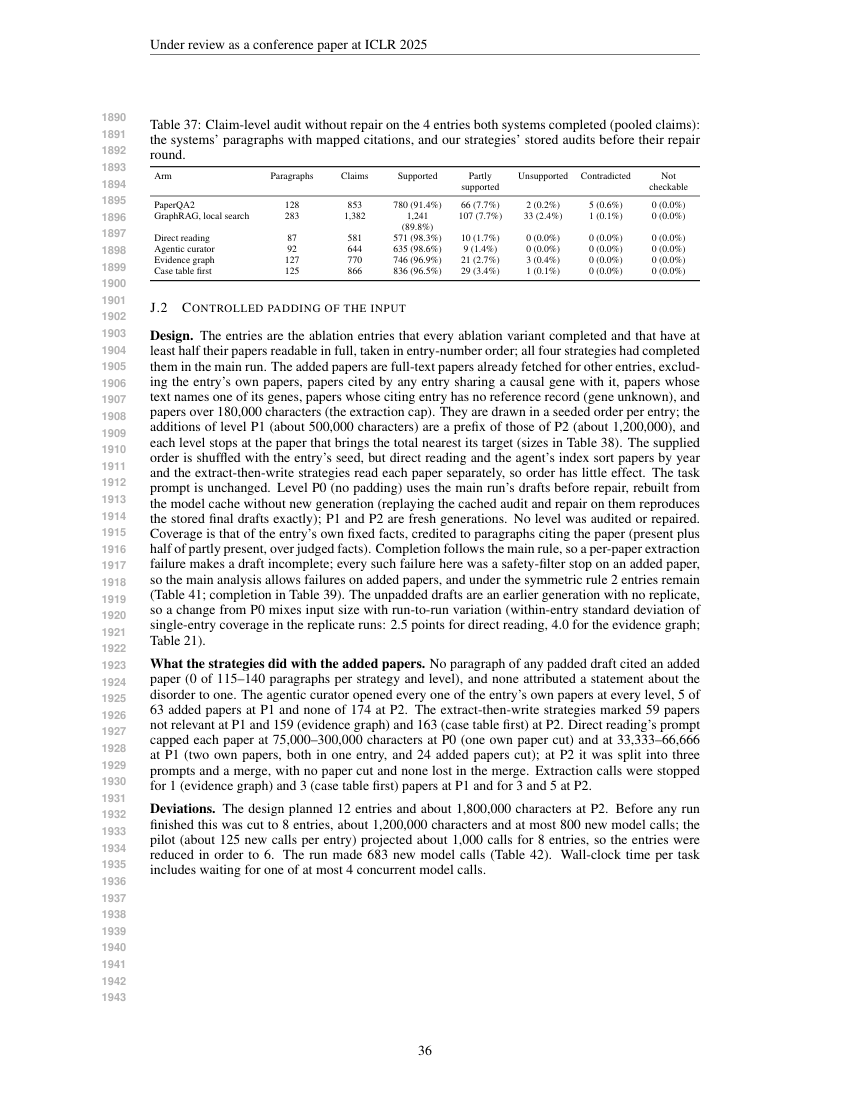 Under review as a conference paper at ICLR 2025
1890
1891
1892
1893
1894
1895
1896
1897
1898
1899
1900
1901
1902
1903
1904
1905
1906
1907
1908
1909
1910
1911
1912
1913
1914
1915
1916
1917
1918
1919
1920
1921
1922
1923
1924
1925
1926
1927
1928
1929
1930
1931
1932
1933
1934
1935
1936
1937
1938
1939
1940
1941
1942
1943
Table 37: Claim-level audit without repair on the 4 entries both systems completed (pooled claims):
the systems' paragraphs with mapped citations, and our strategies' stored audits before their repair
round.
Arm Paragraphs Claims Supported Partly supported Unsupported Contradicted Not checkable
PaperQA2 128 853 780 (91.4%) 66 (7.7%) 2 (0.2%) 5 (0.6%) 0 (0.0%)
GraphRAG, local search 283 1,382 1,241 (89.8%) 107 (7.7%) 33 (2.4%) 1 (0.1%) 0 (0.0%)
Direct reading 87 581 571 (98.3%) 10 (1.7%) 0 (0.0%) 0 (0.0%) 0 (0.0%)
Agentic curator 92 644 635 (98.6%) 9 (1.4%) 0 (0.0%) 0 (0.0%) 0 (0.0%)
Evidence graph 127 770 746 (96.9%) 21 (2.7%) 3 (0.4%) 0 (0.0%) 0 (0.0%)
Case table first 125 866 836 (96.5%) 29 (3.4%) 1 (0.1%) 0 (0.0%) 0 (0.0%)
J.2 CONTROLLED PADDING OF THE INPUT
Design. The entries are the ablation entries that every ablation variant completed and that have at
least half their papers readable in full, taken in entry-number order; all four strategies had completed
them in the main run. The added papers are full-text papers already fetched for other entries, exclud-
ing the entry's own papers, papers cited by any entry sharing a causal gene with it, papers whose
text names one of its genes, papers whose citing entry has no reference record (gene unknown), and
papers over 180,000 characters (the extraction cap). They are drawn in a seeded order per entry; the
additions of level P1 (about 500,000 characters) are a prefix of those of P2 (about 1,200,000), and
each level stops at the paper that brings the total nearest its target (sizes in Table 38). The supplied
order is shuffled with the entry's seed, but direct reading and the agent's index sort papers by year
and the extract-then-write strategies read each paper separately, so order has little effect. The task
prompt is unchanged. Level P0 (no padding) uses the main run's drafts before repair, rebuilt from
the model cache without new generation (replaying the cached audit and repair on them reproduces
the stored final drafts exactly); P1 and P2 are fresh generations. No level was audited or repaired.
Coverage is that of the entry's own fixed facts, credited to paragraphs citing the paper (present plus
half of partly present, over judged facts). Completion follows the main rule, so a per-paper extraction
failure makes a draft incomplete; every such failure here was a safety-filter stop on an added paper,
so the main analysis allows failures on added papers, and under the symmetric rule 2 entries remain
(Table 41; completion in Table 39). The unpadded drafts are an earlier generation with no replicate,
so a change from P0 mixes input size with run-to-run variation (within-entry standard deviation of
single-entry coverage in the replicate runs: 2.5 points for direct reading, 4.0 for the evidence graph;
Table 21).
What the strategies did with the added papers. No paragraph of any padded draft cited an added
paper (0 of 115–140 paragraphs per strategy and level), and none attributed a statement about the
disorder to one. The agentic curator opened every one of the entry's own papers at every level, 5 of
63 added papers at P1 and none of 174 at P2. The extract-then-write strategies marked 59 papers
not relevant at P1 and 159 (evidence graph) and 163 (case table first) at P2. Direct reading's prompt
capped each paper at 75,000–300,000 characters at P0 (one own paper cut) and at 33,333–66,666
at P1 (two own papers, both in one entry, and 24 added papers cut); at P2 it was split into three
prompts and a merge, with no paper cut and none lost in the merge. Extraction calls were stopped
for 1 (evidence graph) and 3 (case table first) papers at P1 and for 3 and 5 at P2.
Deviations. The design planned 12 entries and about 1,800,000 characters at P2. Before any run
finished this was cut to 8 entries, about 1,200,000 characters and at most 800 new model calls; the
pilot (about 125 new calls per entry) projected about 1,000 calls for 8 entries, so the entries were
reduced in order to 6. The run made 683 new model calls (Table 42). Wall-clock time per task
includes waiting for one of at most 4 concurrent model calls.
36